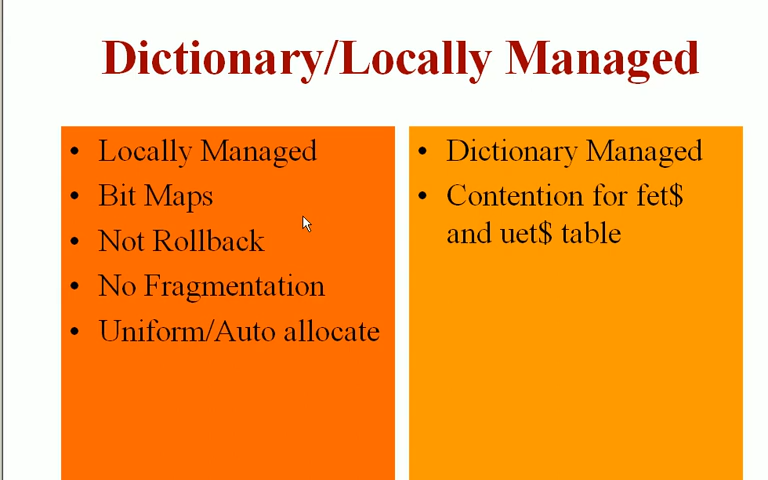 Dictionary/Locally Managed
• Locally Managed
• Bit Maps
• Not Rollback
• No Fragmentation
• Uniform/Auto allocate
• Dictionary Managed
• Contention for fet$
and uet$ table